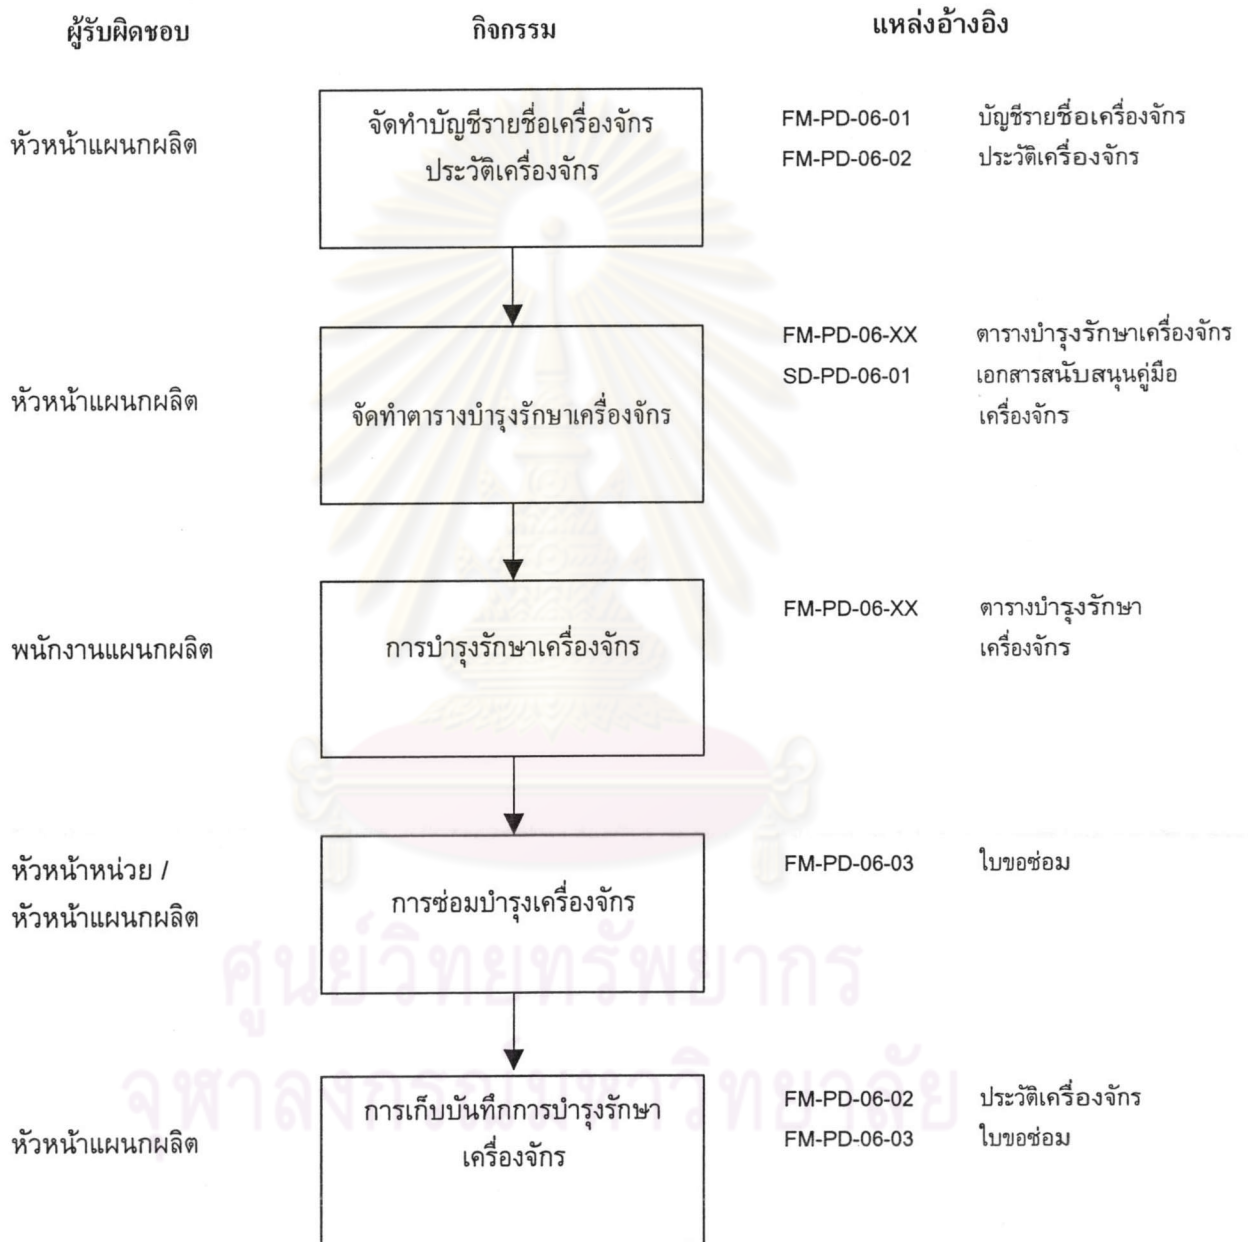 ผู้รับผิดชอบ กิจกรรม แหล่งอ้างอิง
หัวหน้าแผนกผลิต
จัดทำบัญชีรายชื่อเครื่องจักร
ประวัติเครื่องจักร
FM-PD-06-01 บัญชีรายชื่อเครื่องจักร
FM-PD-06-02 ประวัติเครื่องจักร
หัวหน้าแผนกผลิต
จัดทำตารางบำรุงรักษาเครื่องจักร
FM-PD-06-XX ตารางบำรุงรักษาเครื่องจักร
SD-PD-06-01 เอกสารสนับสนุนคู่มือ
เครื่องจักร
พนักงานแผนกผลิต
การบำรุงรักษาเครื่องจักร
FM-PD-06-XX ตารางบำรุงรักษา
เครื่องจักร
หัวหน้าหน่วย /
หัวหน้าแผนกผลิต
การซ่อมบำรุงเครื่องจักร
FM-PD-06-03 ใบขอซ่อม
ศูนย์วิทยทรัพยากร
จุฬาลงกรณ์มหาวิทยาลัย
หัวหน้าแผนกผลิต
การเก็บบันทึกการบำรุงรักษา
เครื่องจักร
FM-PD-06-02 ประวัติเครื่องจักร
FM-PD-06-03 ใบขอซ่อม